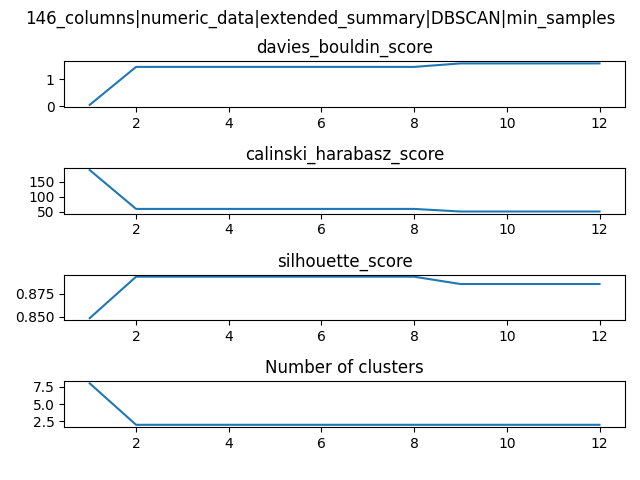 146_columns|numeric_data|extended_summary|DBSCAN|min_samples
davies_bouldin_score
1
0
2 4 6 8 10 12
calinski_harabasz_score
150
100
50
2 4 6 8 10 12
silhouette_score
0.875
0.850
2 4 6 8 10 12
Number of clusters
7.5
5.0
2.5
2 4 6 8 10 12